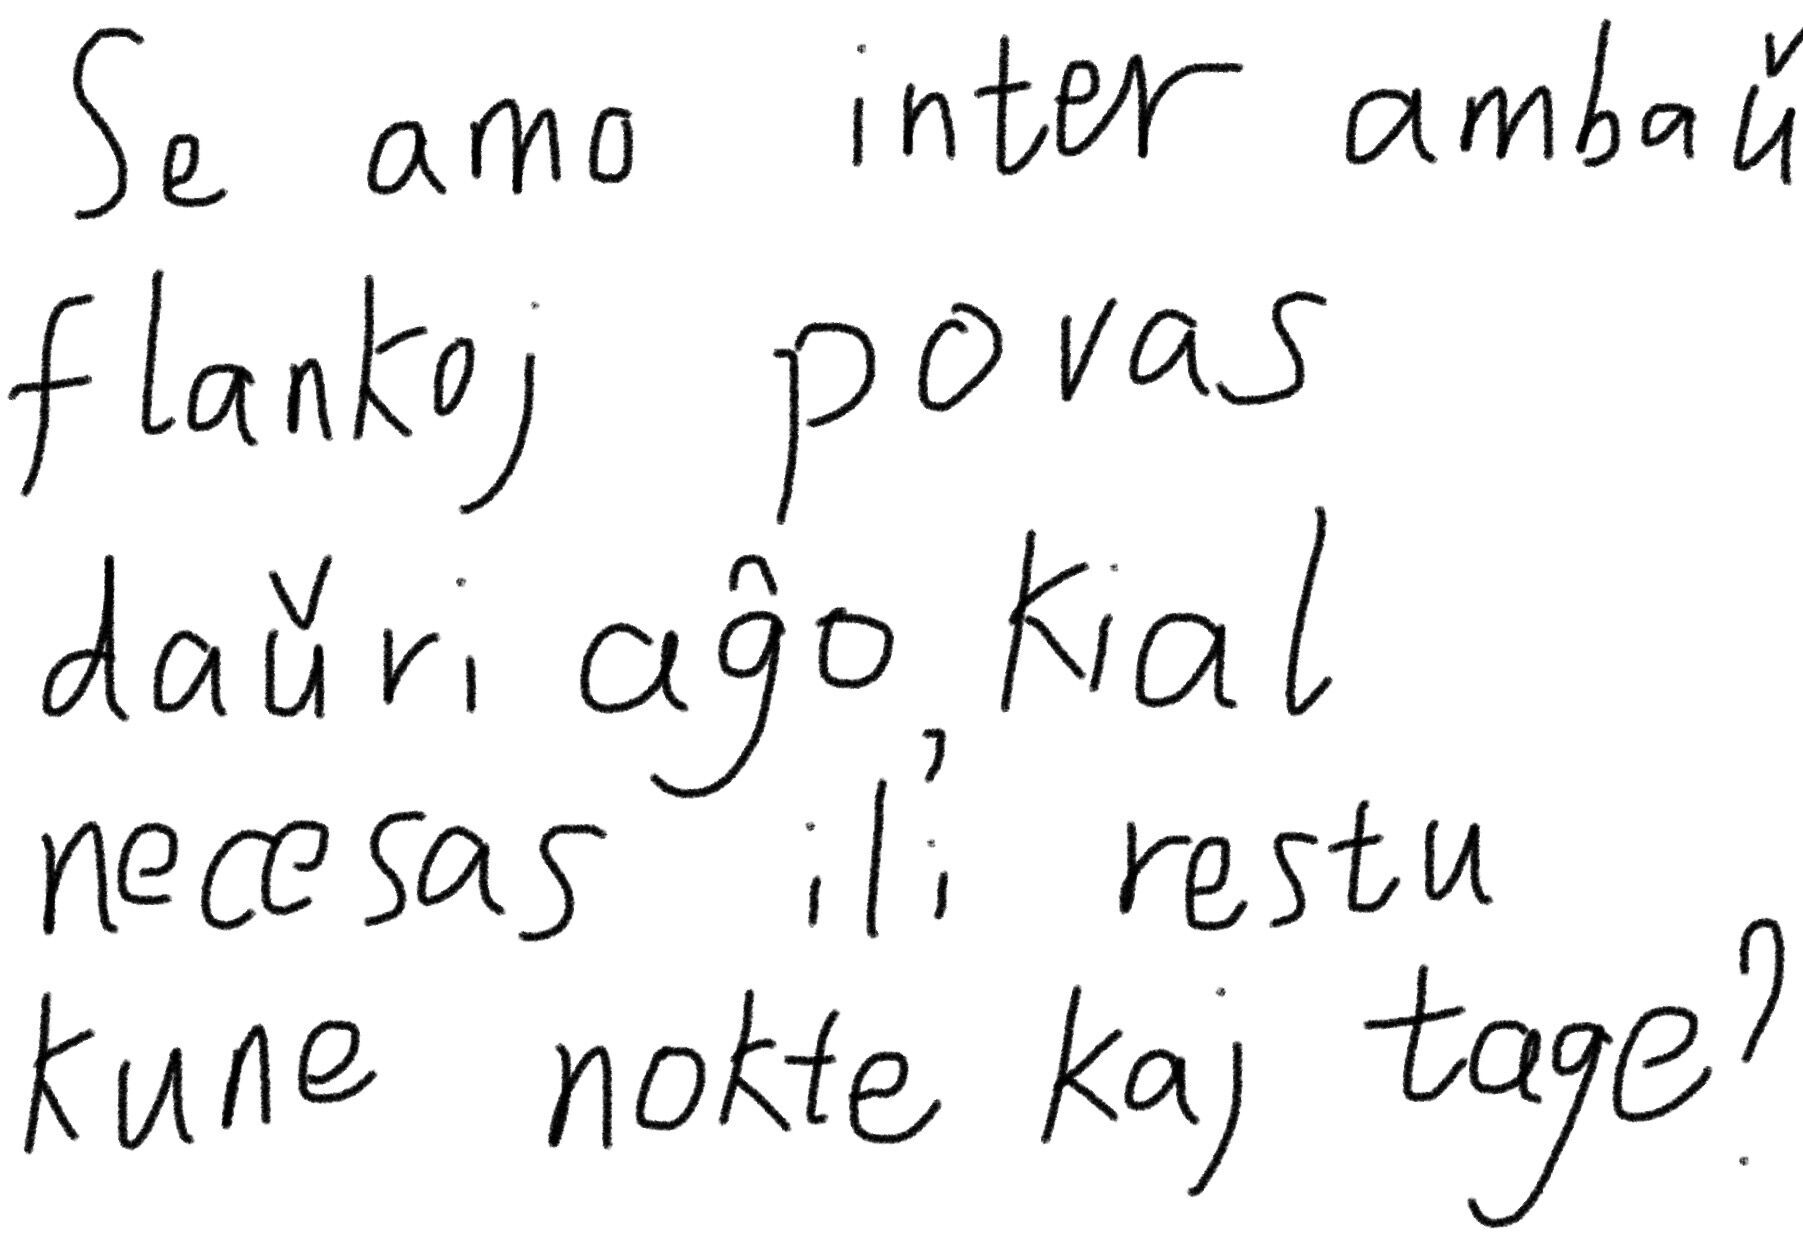 Se amo inter ambaŭ
flankoj povas
daŭri aĝo, kial
necesas ili restu
kune nokte kaj tage?